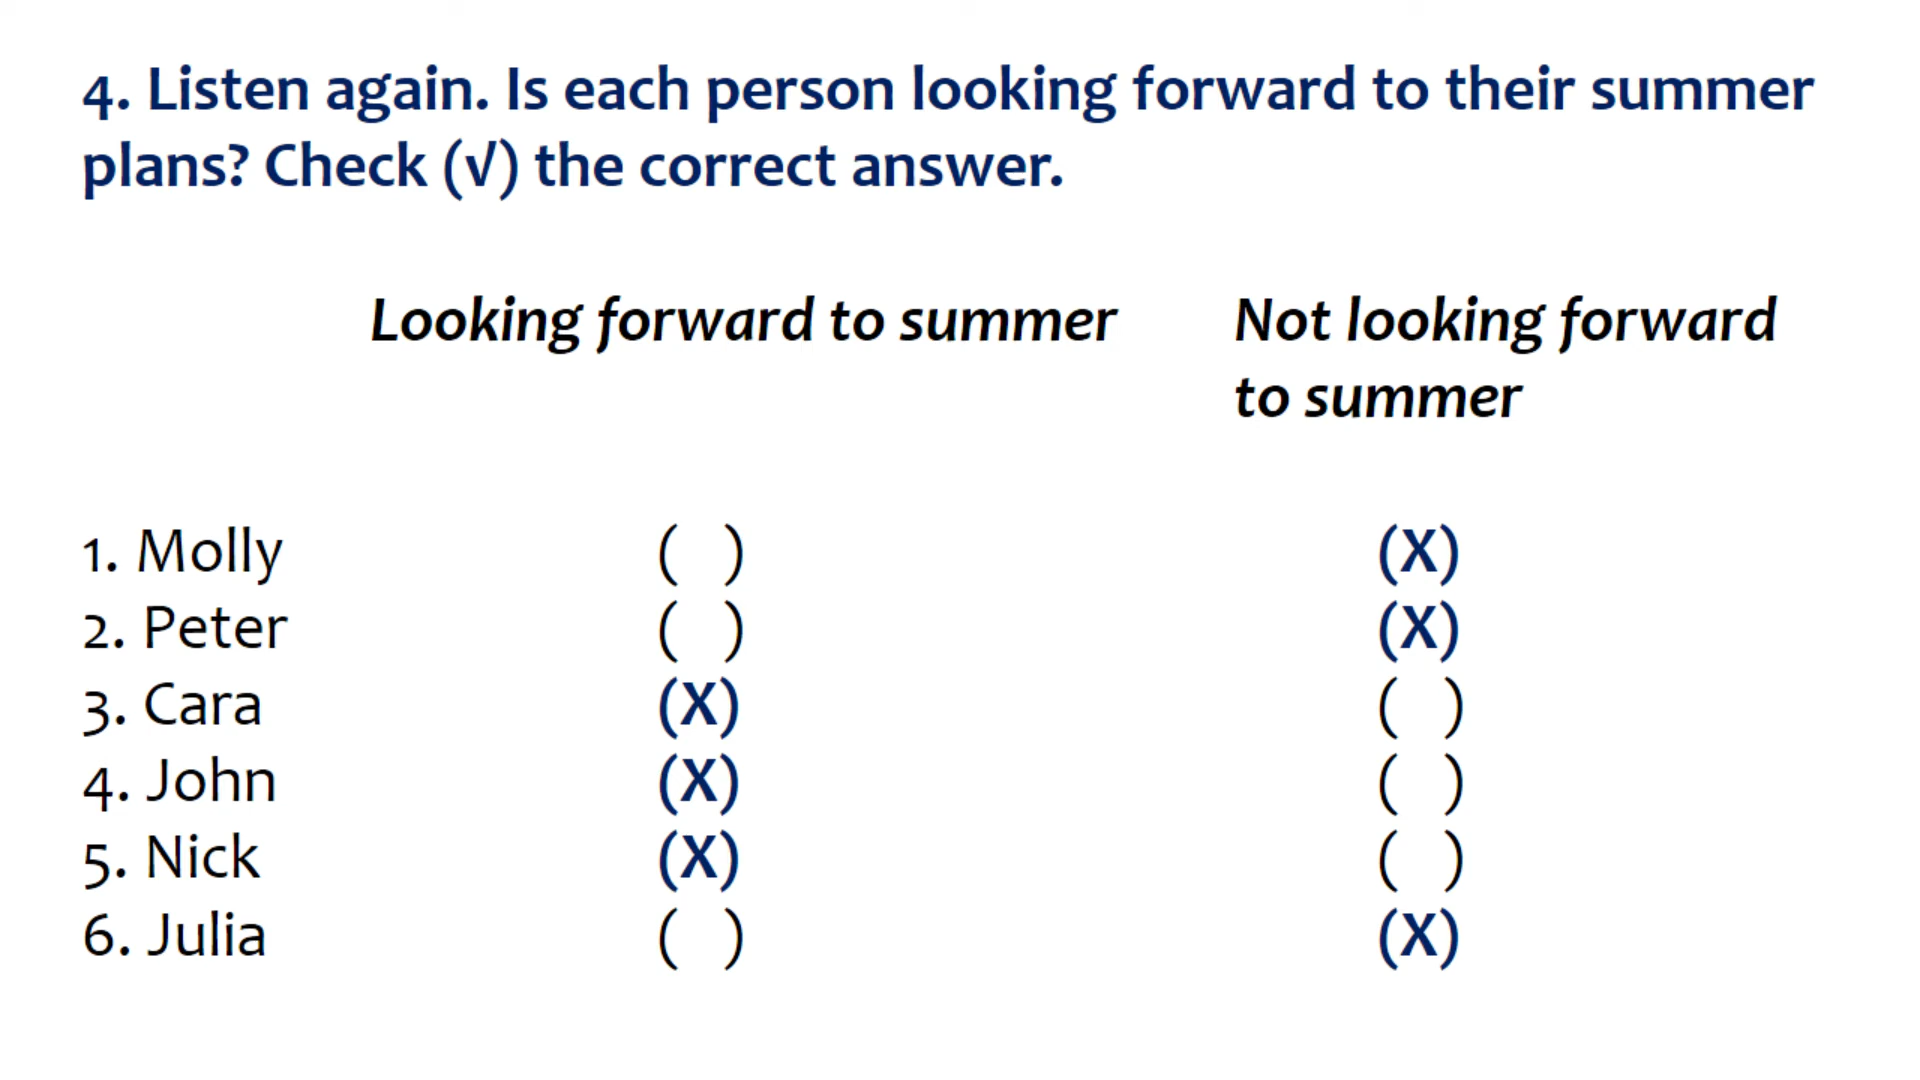 4. Listen again. Is each person looking forward to their summer
plans? Check (√) the correct answer.
Looking forward to summer Not looking forward
to summer
1. Molly ( ) (X)
2. Peter ( ) (X)
3. Cara (X) ( )
4. John (X) ( )
5. Nick (X) ( )
6. Julia ( ) (X)